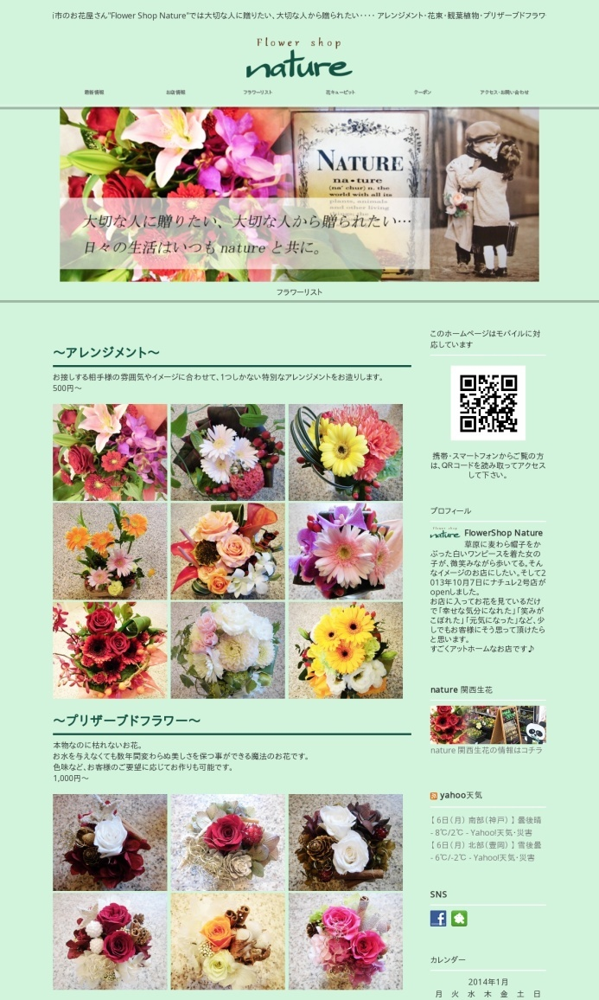 市のお花屋さん"Flower Shop Nature"では大切な人に贈りたい、大切な人から贈られたい‥‥ アレンジメント・花束・観葉植物・プリザーブドフラワ
Flower shop
nature
最新情報
お店情報
フラワーリスト
花キューピット
クーポン
アクセス・お問い合わせ
NATURE
na•ture
(na' chur) n. the
world with all its
plants, animals
and other living
大切な人に贈りたい、大切な人から贈られたい…
日々の生活はいつも nature と共に。
フラワーリスト
～アレンジメント～
お渡しする相手様の雰囲気やイメージに合わせて、1つしかない特別なアレンジメントをお造りします。
500円～
～プリザーブドフラワー～
本物なのに枯れないお花。
お水を与えなくても数年間変わらぬ美しさを保つ事ができる魔法のお花です。
色味など、お客様のご要望に応じてお作りも可能です。
1,000円～
このホームページはモバイルに対
応しています
携帯・スマートフォンからご覧の方
は、QRコードを読み取ってアクセス
して下さい。
プロフィール
Flower shop
nature
FlowerShop Nature
草原に麦わら帽子をか
ぶった白いワンピースを着た女の
子が、微笑みながら歩いてる。そん
なイメージのお店にしたい。そして2
013年10月7日にナチュレ2号店が
openしました。
お店に入ってお花を見ているだけ
で「幸せな気分になれた」「笑みが
こぼれた」「元気になった」など、少
しでもお客様にそう思って頂けたら
と思います。
すごくアットホームなお店です♪
nature 関西生花
nature 関西生花の情報はコチラ
yahoo天気
【 6日（月） 南部（神戸） 】 曇後晴
- 8℃/2℃ - Yahoo!天気・災害
【 6日（月） 北部（豊岡） 】 雪後曇
- 6℃/-2℃ - Yahoo!天気・災害
SNS
カレンダー
2014年1月
月 火 水 木 金 土 日